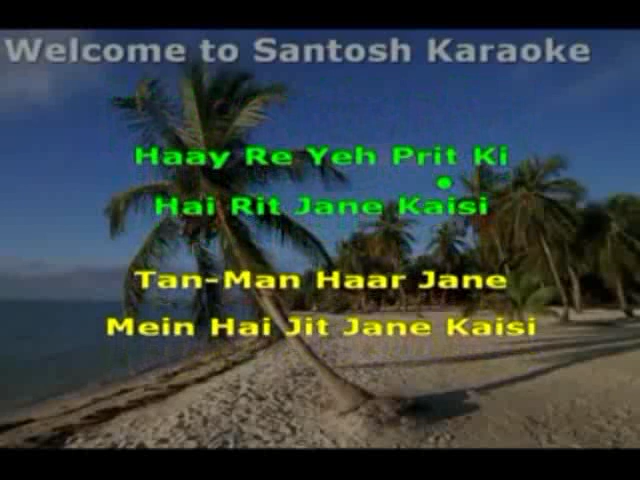 Welcome to Santosh Karaoke
Haay Re Yeh Prit Ki
Hai Rit Jane Kaisi
Tan-Man Haar Jane
Mein Hai Jit Jane Kaisi